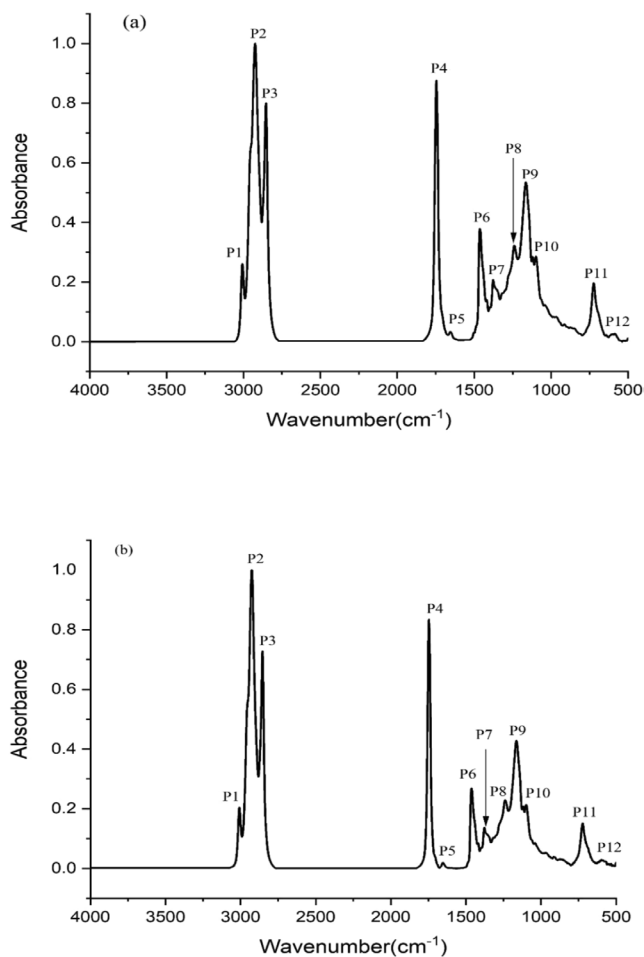 (a)
P2
1.0
P3
P4
0.8
P8
Absorbance
0.6
P9
P6
0.4
P1
P10
P7
P11
0.2
P5
P12
0.0
4000 3500 3000 2500 2000 1500 1000 500
Wavenumber(cm⁻¹)
(b)
P2
1.0
P3
P4
0.8
P7
Absorbance
0.6
P9
0.4
P6
P8 P10
P1
P11
0.2
P5
P12
0.0
4000 3500 3000 2500 2000 1500 1000 500
Wavenumber(cm⁻¹)